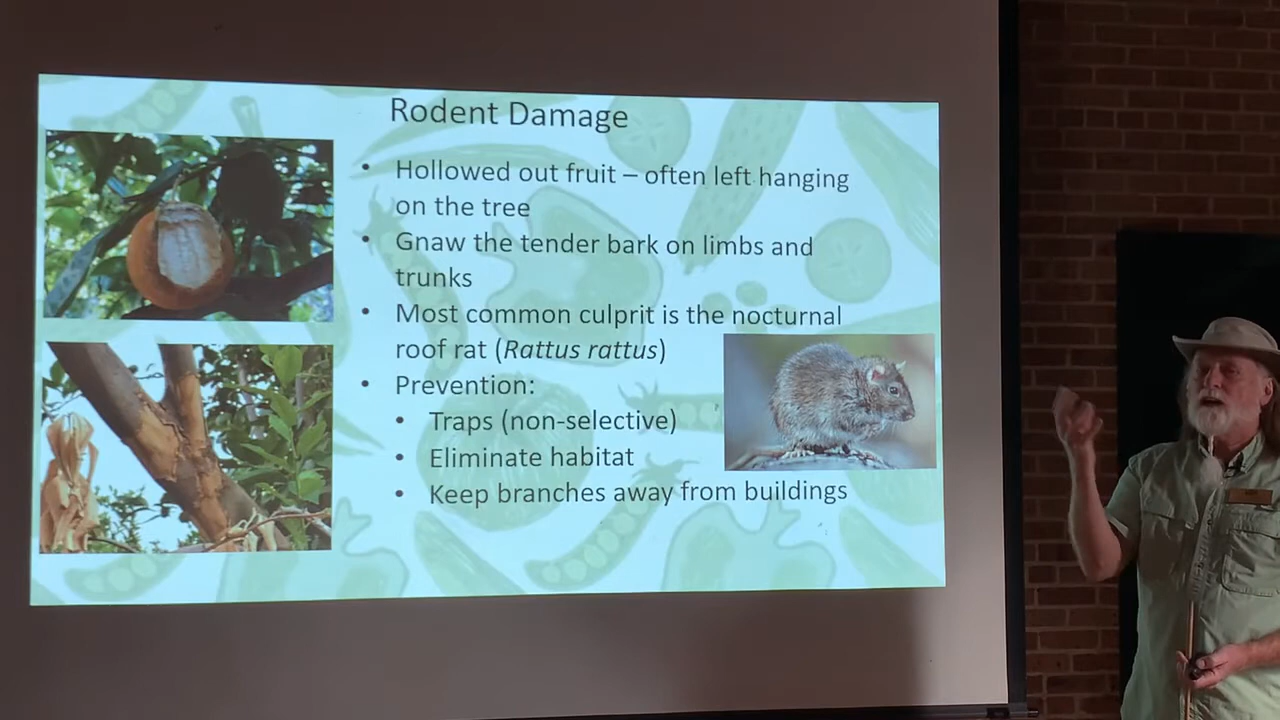 Rodent Damage
• Hollowed out fruit – often left hanging
on the tree
• Gnaw the tender bark on limbs and
trunks
• Most common culprit is the nocturnal
roof rat (Rattus rattus)
• Prevention:
• Traps (non-selective)
• Eliminate habitat
• Keep branches away from buildings